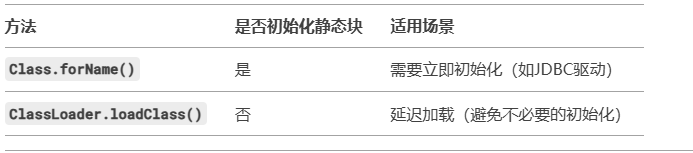 方法 是否初始化静态块 适用场景
Class.forName() 是 需要立即初始化（如JDBC驱动）
ClassLoader.loadClass() 否 延迟加载（避免不必要的初始化）